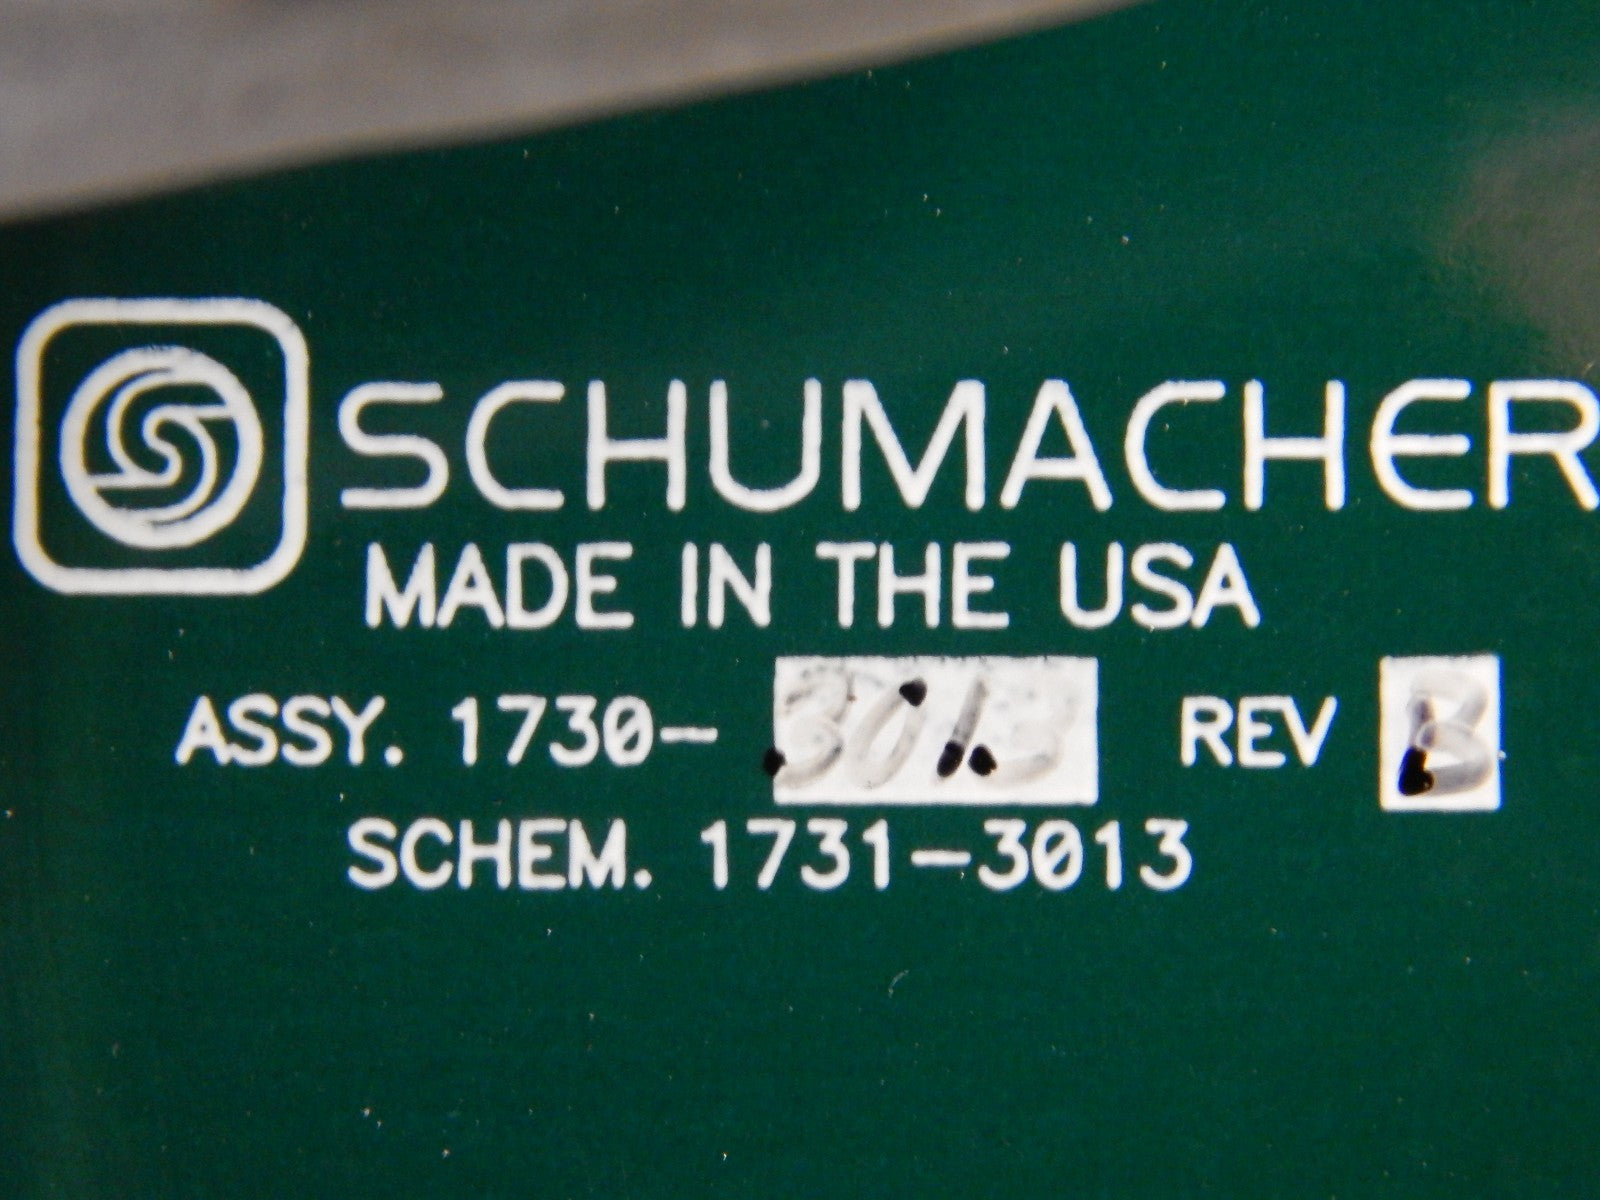 SCHUMACHER
MADE IN THE USA
ASSY. 1730-3013 REV B
SCHEM. 1731-3013